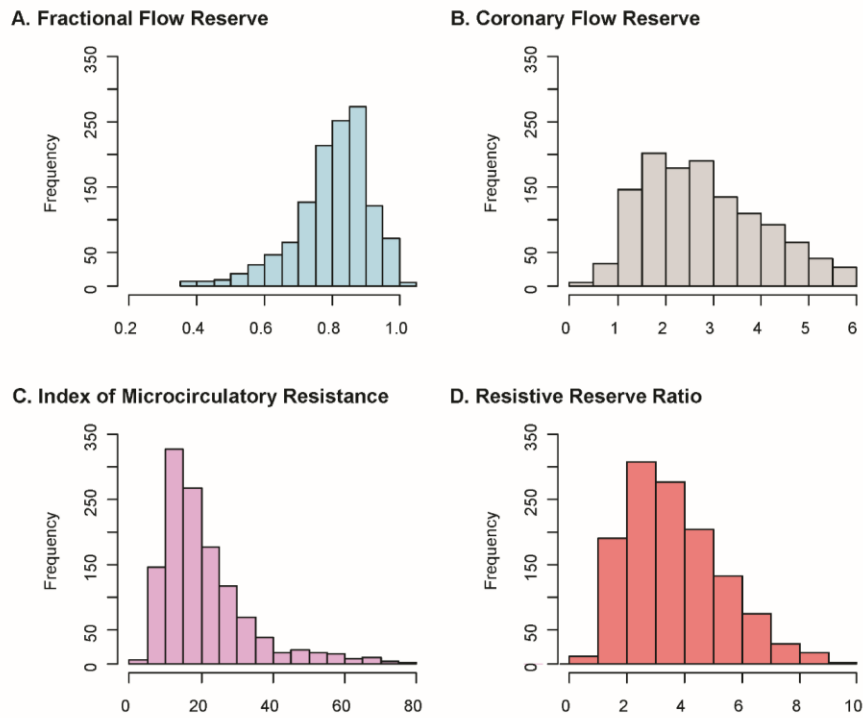 A. Fractional Flow Reserve
Frequency
350
250
150
50
0
0.2 0.4 0.6 0.8 1.0
B. Coronary Flow Reserve
Frequency
350
250
150
50
0
0 1 2 3 4 5 6
C. Index of Microcirculatory Resistance
Frequency
350
250
150
50
0
0 20 40 60 80
D. Resistive Reserve Ratio
Frequency
350
250
150
50
0
0 2 4 6 8 10